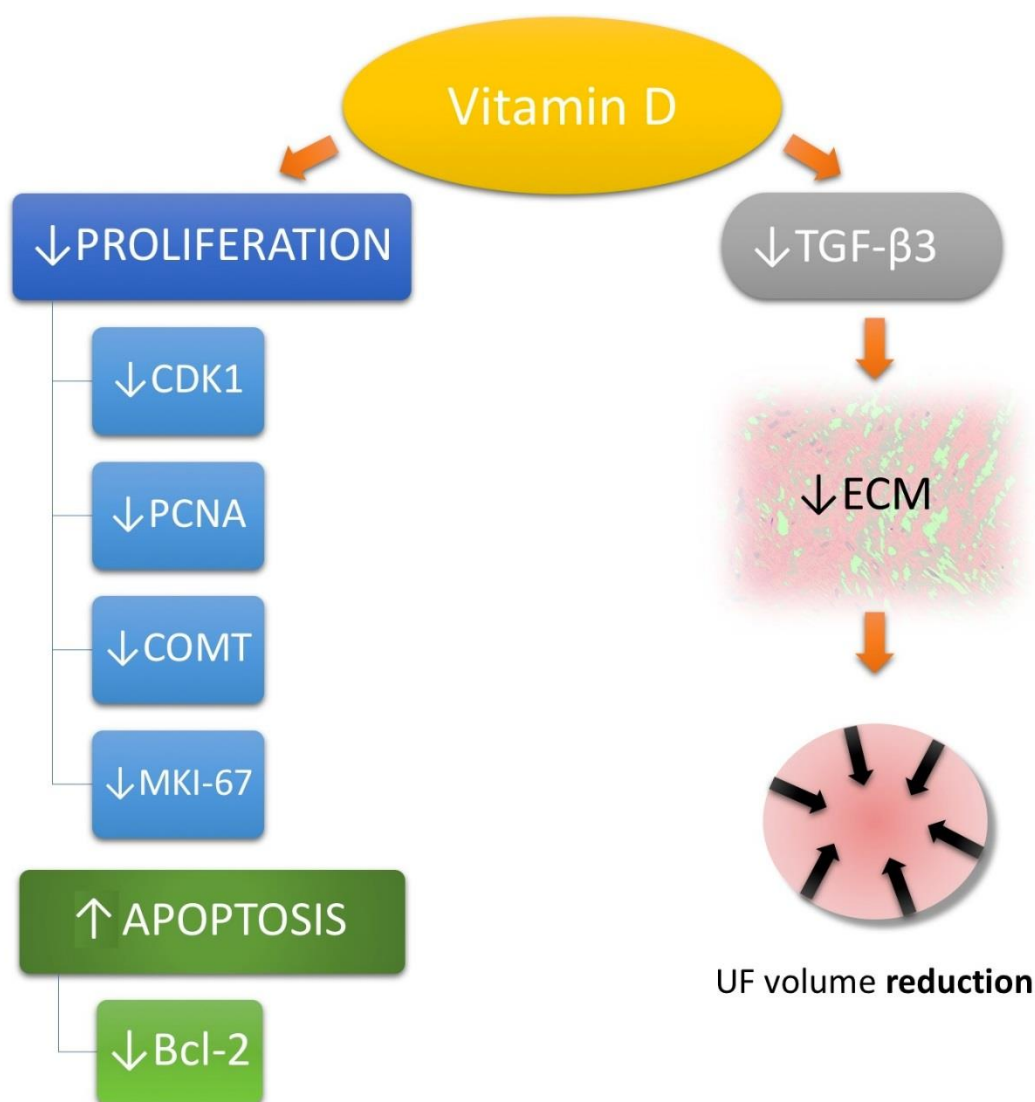 Vitamin D
↓PROLIFERATION
↓CDK1
↓PCNA
↓COMT
↓MKI-67
↑ APOPTOSIS
↓Bcl-2
↓TGF-β3
↓ECM
UF volume reduction